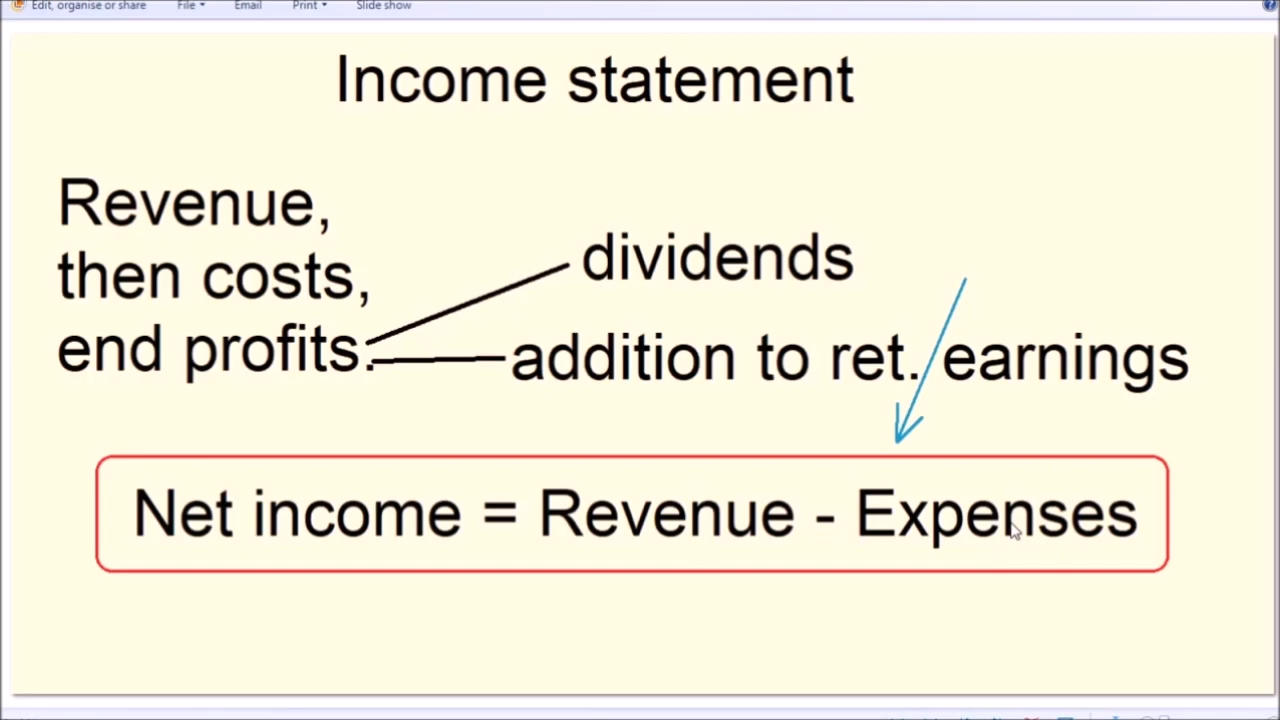 Edit, organise or share File Email Print Slide show
Income statement
Revenue,
then costs,
end profits.
dividends
addition to ret. earnings
Net income = Revenue - Expenses